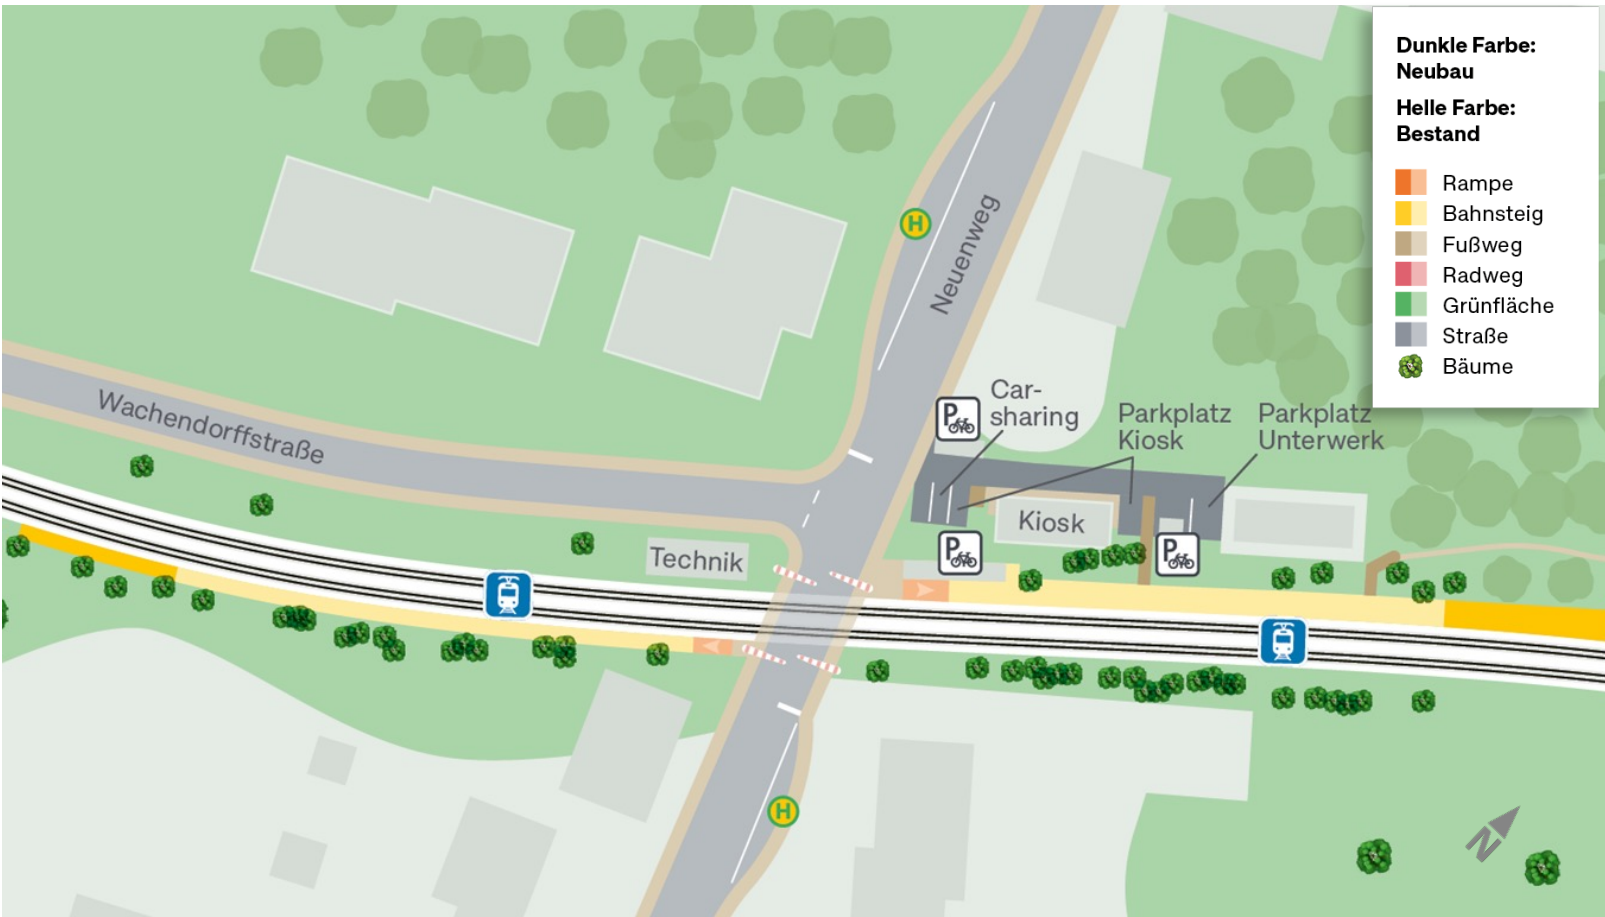 Dunkle Farbe:
Neubau
Helle Farbe:
Bestand
Rampe
Bahnsteig
Fußweg
Radweg
Grünfläche
Straße
Bäume
H
Neuenweg
Wachendorffstraße
P
Car-
sharing
Parkplatz
Kiosk
Parkplatz
Unterwerk
Kiosk
Technik
P
P
H
N